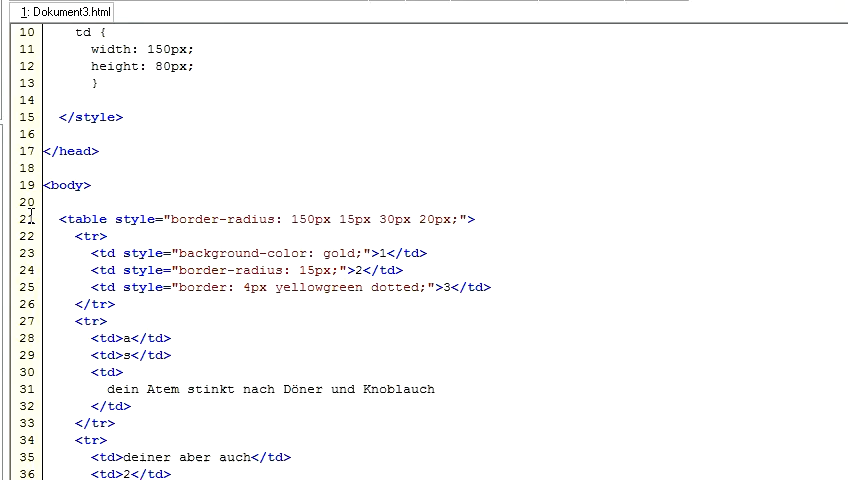 1: Dokument3.html
10 td {
11 width: 150px;
12 height: 80px;
13 }
14
15 </style>
16
17 </head>
18
19 <body>
20
21 <table style="border-radius: 150px 15px 30px 20px;">
22 <tr>
23 <td style="background-color: gold;">1</td>
24 <td style="border-radius: 15px;">2</td>
25 <td style="border: 4px yellowgreen dotted;">3</td>
26 </tr>
27 <tr>
28 <td>a</td>
29 <td>s</td>
30 <td>
31 dein Atem stinkt nach Döner und Knoblauch
32 </td>
33 </tr>
34 <tr>
35 <td>deiner aber auch</td>
36 <td>2</td>